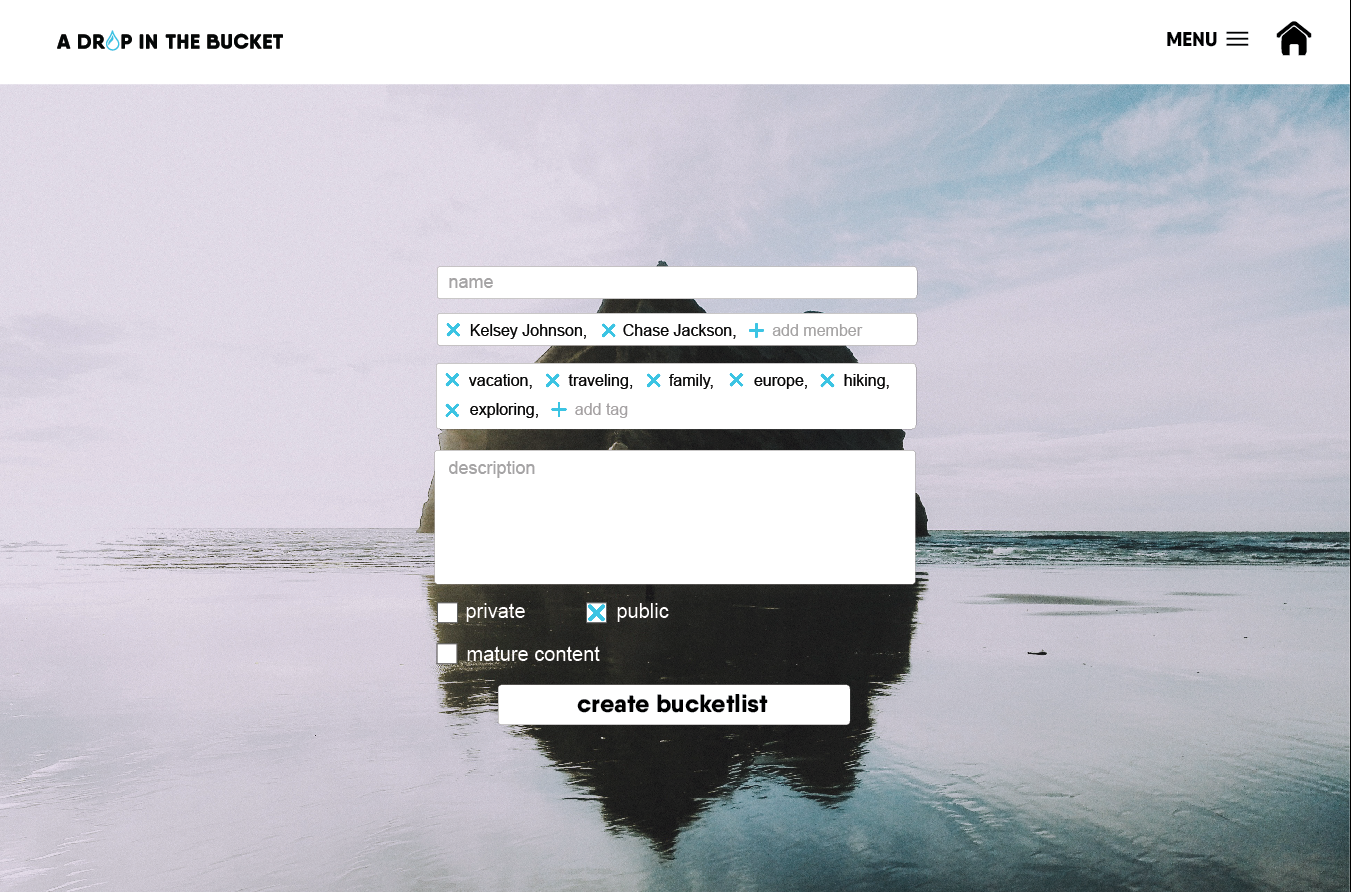 A DROP IN THE BUCKET
MENU
name
Kelsey Johnson, Chase Jackson, add member
vacation, traveling, family, europe, hiking,
exploring, add tag
description
private public
mature content
create bucketlist